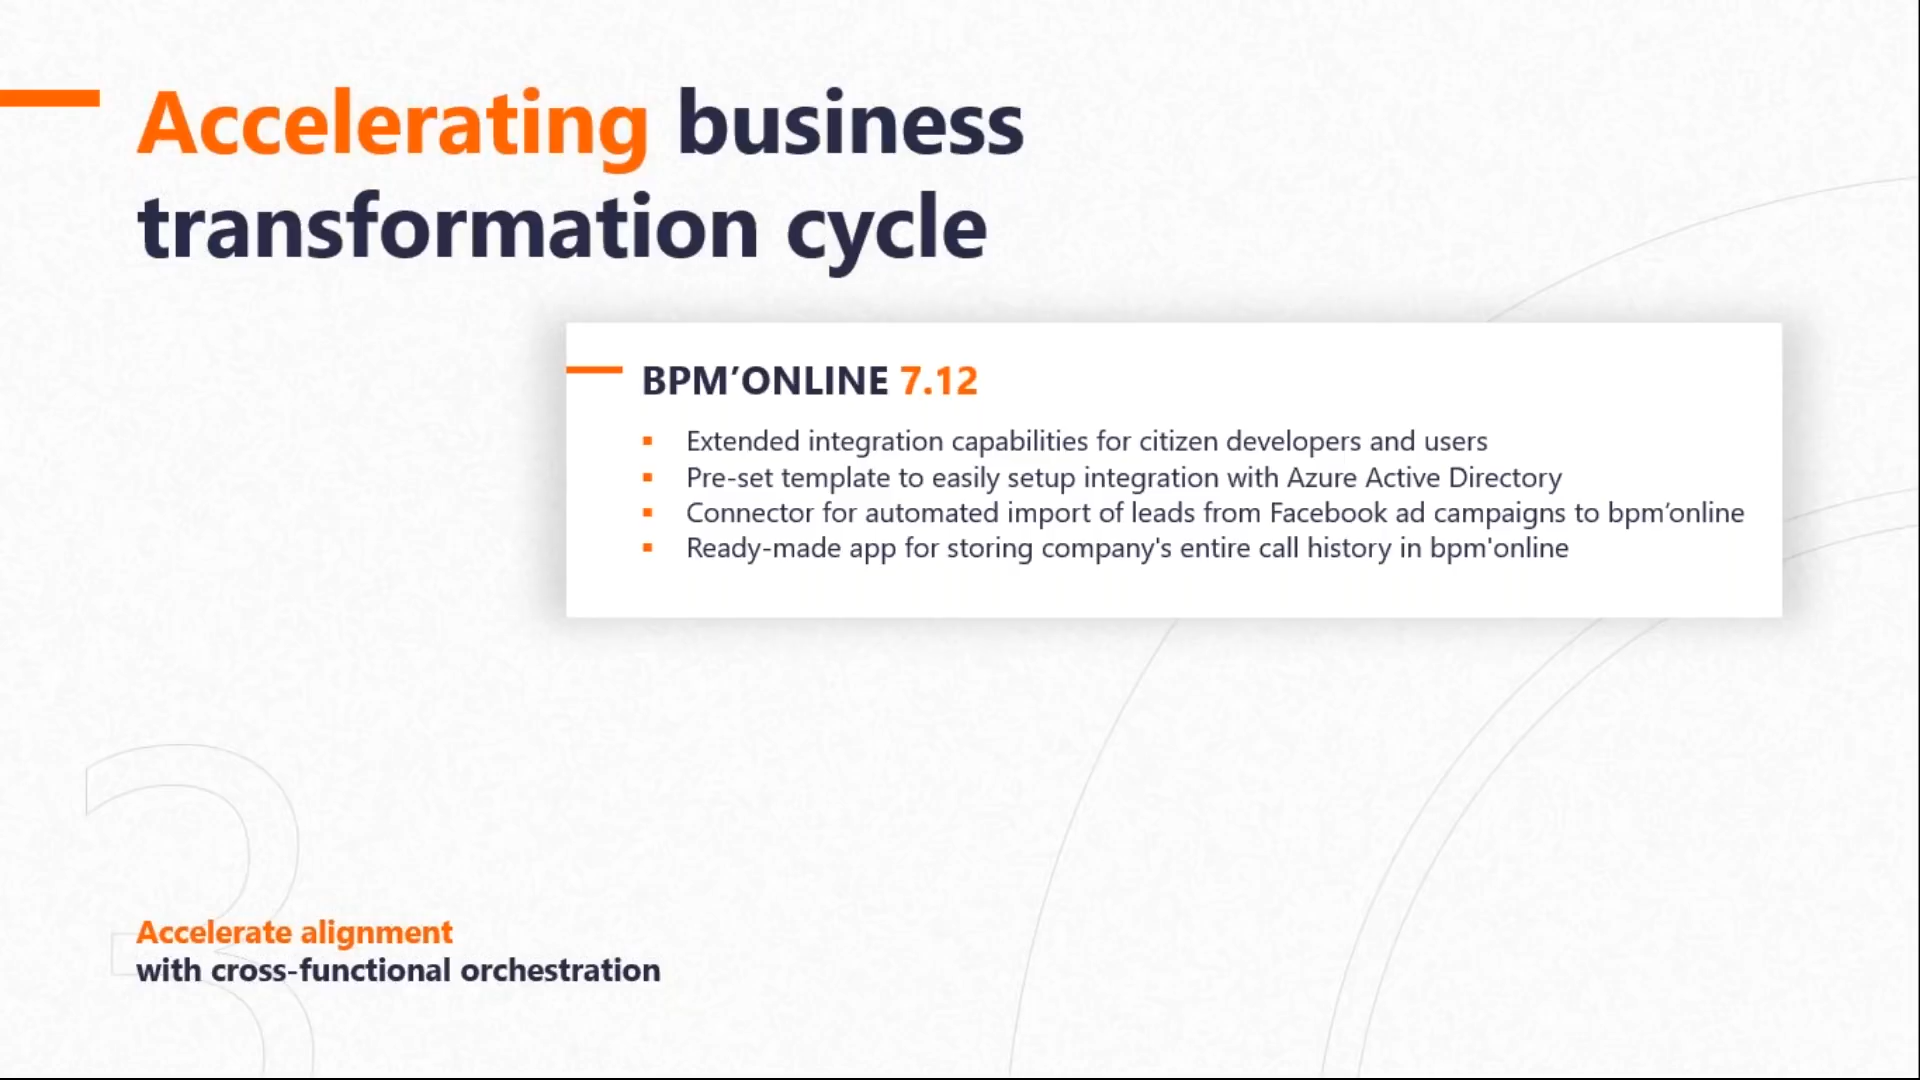 Accelerating business
transformation cycle
BPM’ONLINE 7.12
▪ Extended integration capabilities for citizen developers and users
▪ Pre-set template to easily setup integration with Azure Active Directory
▪ Connector for automated import of leads from Facebook ad campaigns to bpm’online
▪ Ready-made app for storing company's entire call history in bpm'online
3
Accelerate alignment
with cross-functional orchestration